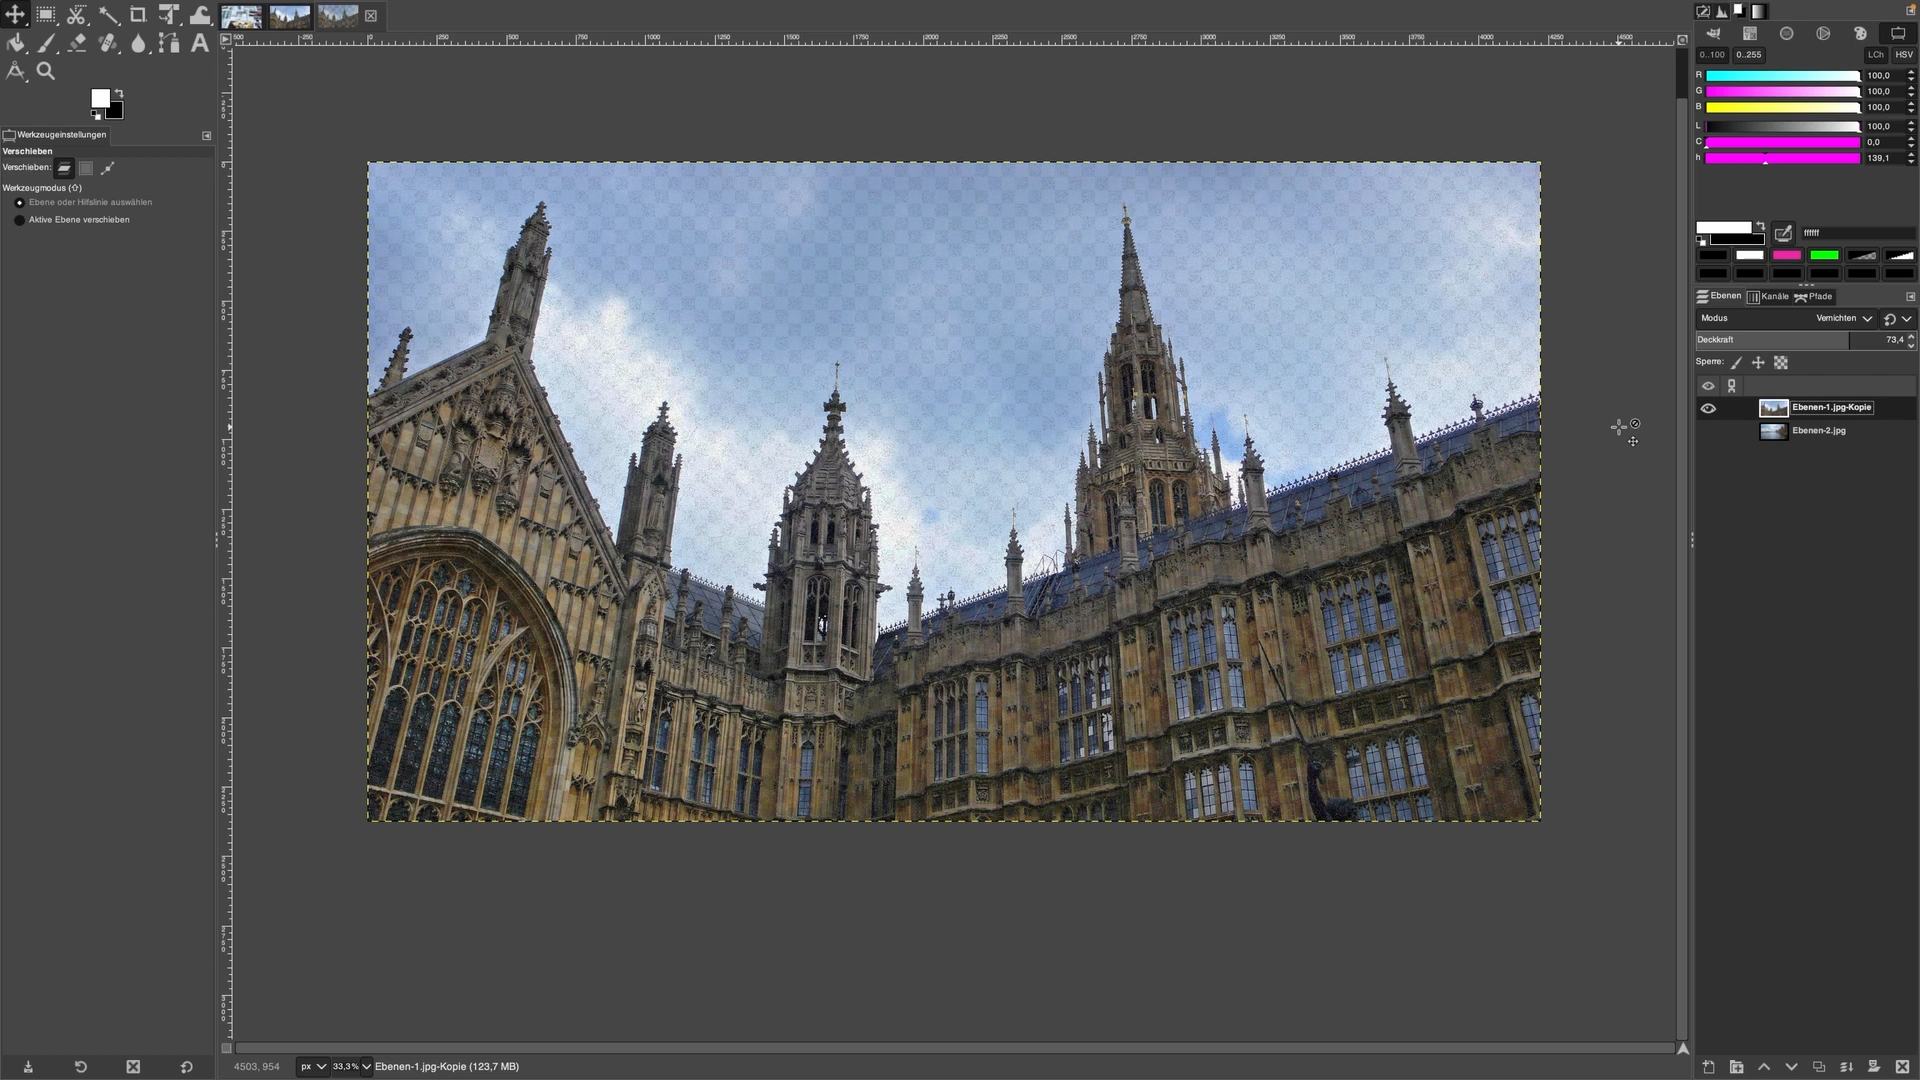 Werkzeugeinstellungen
Verschieben
Verschieben:
Werkzeugmodus (⇧)
Ebene oder Hilfslinie auswählen
Aktive Ebene verschieben
0..100 0..255 LCh HSV
R 100,0
G 100,0
B 100,0
L 100,0
C 0,0
h 139,1
ffffff
Ebenen Kanäle Pfade
Modus Vernichten
Deckkraft 73,4
Sperre:
Ebenen-1.jpg-Kopie
Ebenen-2.jpg
4503, 954 px 33,3% Ebenen-1.jpg-Kopie (123,7 MB)